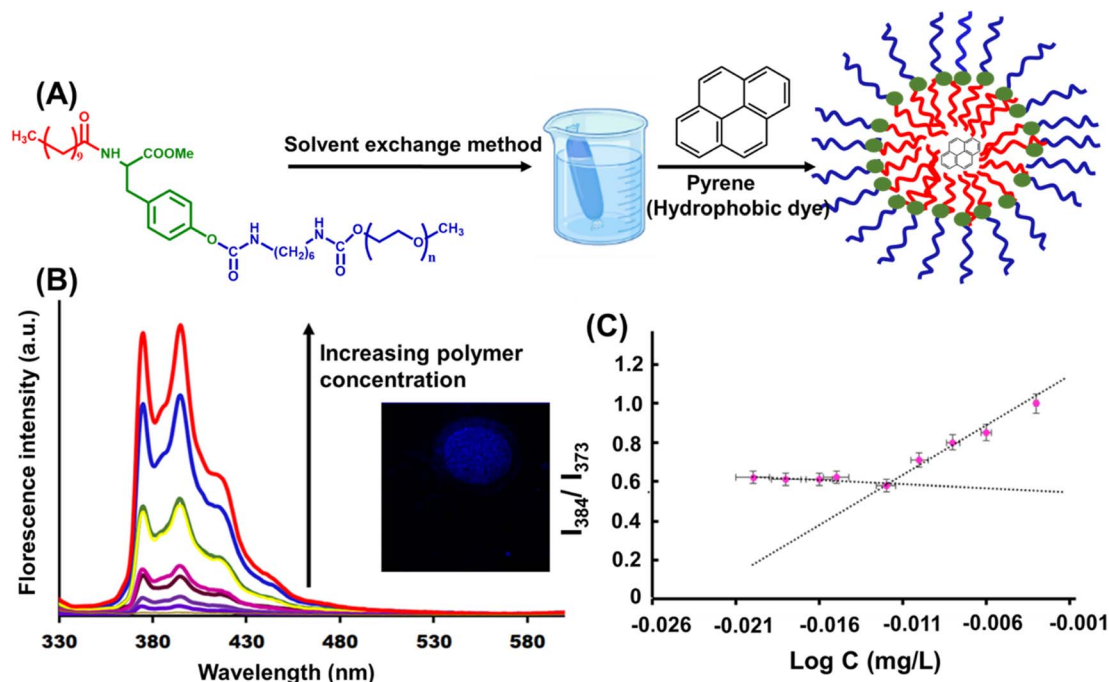 (A)
H₃C
O
9
NH
COOMe
O
O
H
N
(CH₂)₆
H
N
O
O
O
n
CH₃
Solvent exchange method
Pyrene
(Hydrophobic dye)
(B)
Florescence intensity (a.u.)
Increasing polymer
concentration
330 380 430 480 530 580
Wavelength (nm)
(C)
I₃₈₄/ I₃₇₃
1.2
1.0
0.8
0.6
0.4
0.2
0
-0.026 -0.021 -0.016 -0.011 -0.006 -0.001
Log C (mg/L)